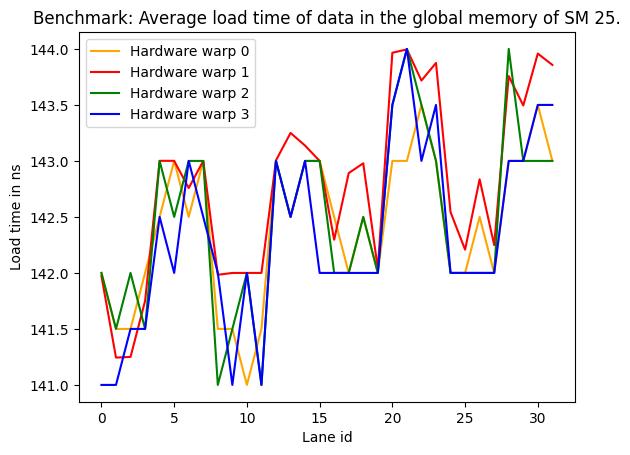 Benchmark: Average load time of data in the global memory of SM 25.
Hardware warp 0
Hardware warp 1
Hardware warp 2
Hardware warp 3
Load time in ns
144.0
143.5
143.0
142.5
142.0
141.5
141.0
0 5 10 15 20 25 30
Lane id